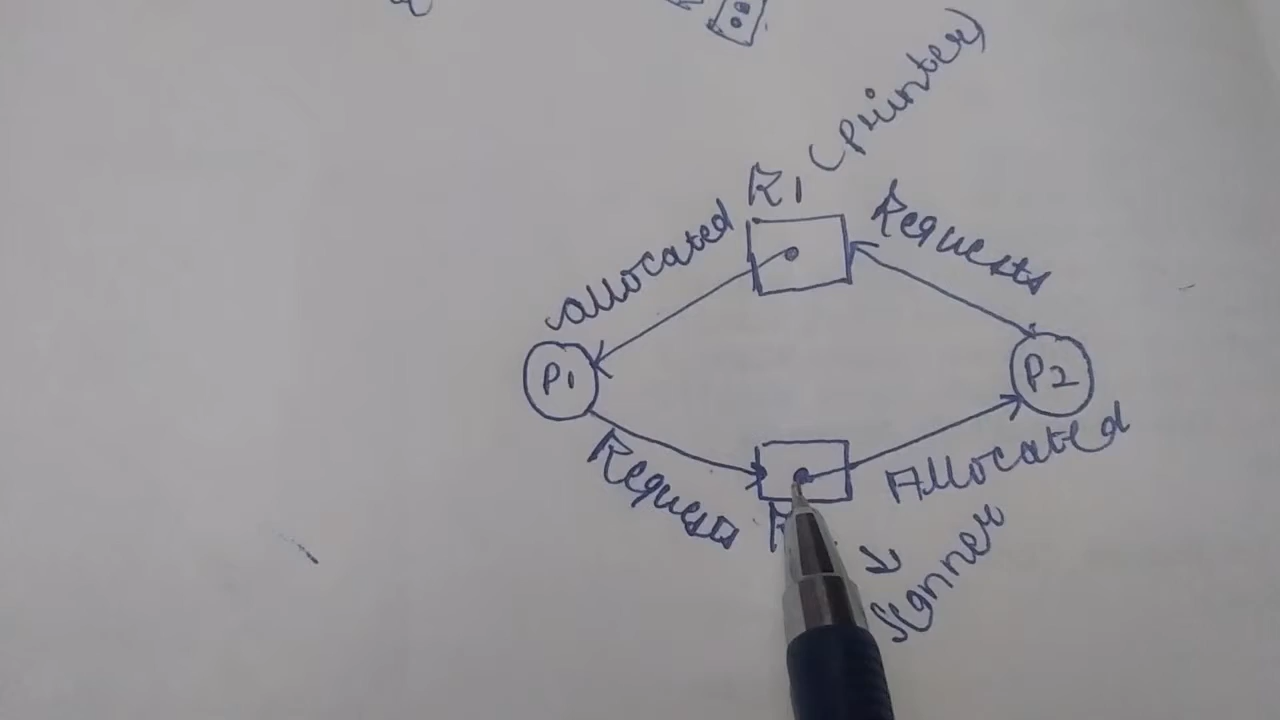 R1 (Printer)
allocated
Requests
P1
P2
Requests
Allocated
R
Scanner